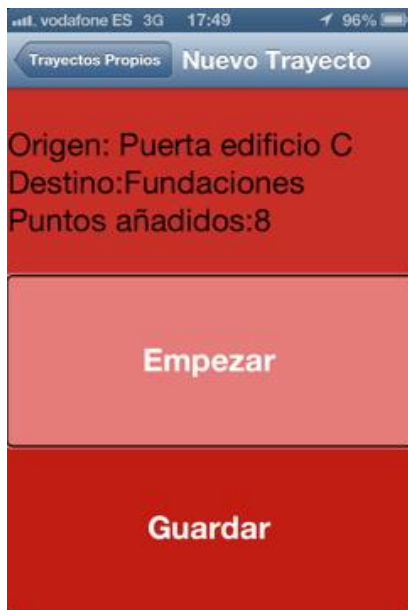 vodafone ES 3G 17:49 96%
Trayectos Propios Nuevo Trayecto
Origen: Puerta edificio C
Destino:Fundaciones
Puntos añadidos:8
Empezar
Guardar